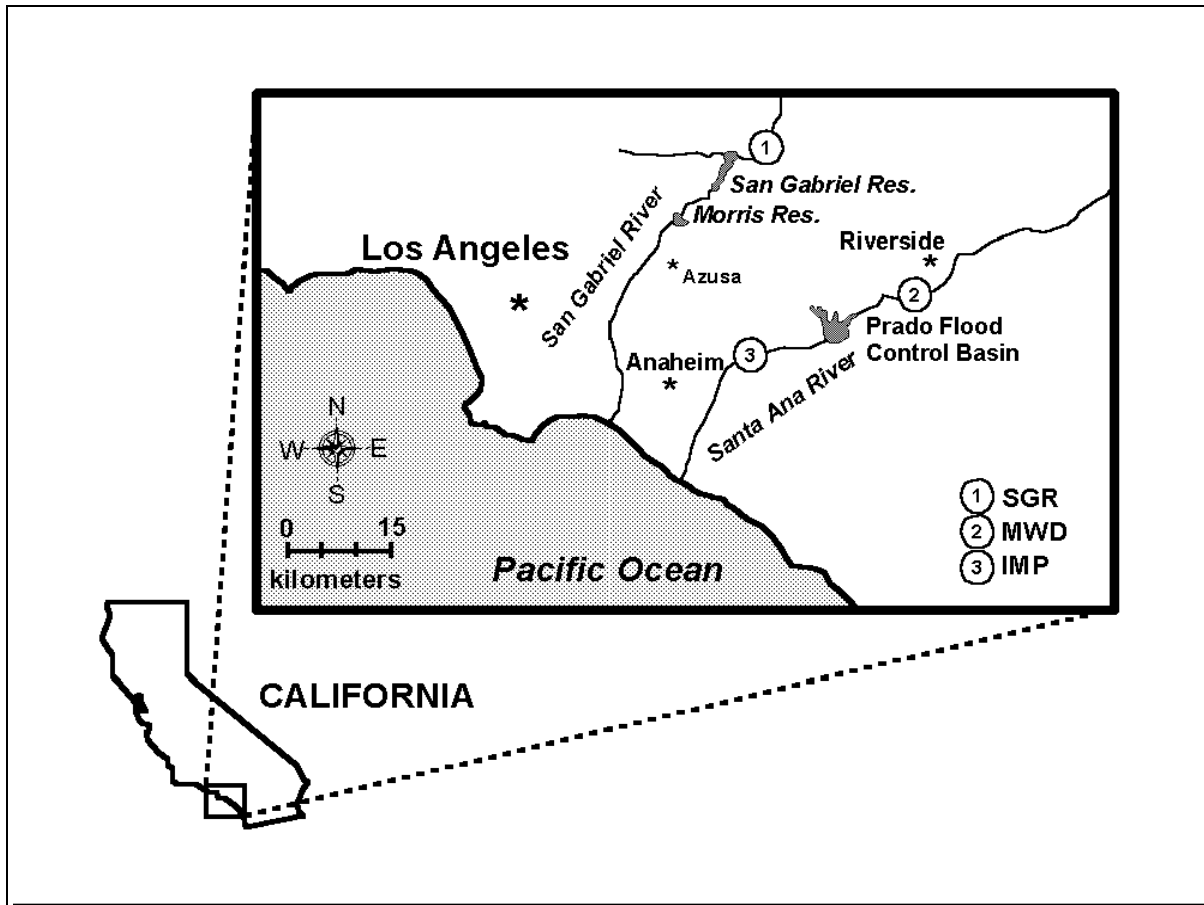 1
San Gabriel Res.
Morris Res.
San Gabriel River
Los Angeles
*
Riverside
*
*
Azusa
2
Prado Flood
Control Basin
3
Anaheim
*
Santa Ana River
N
W E
S
0 15
kilometers
Pacific Ocean
1 SGR
2 MWD
3 IMP
CALIFORNIA